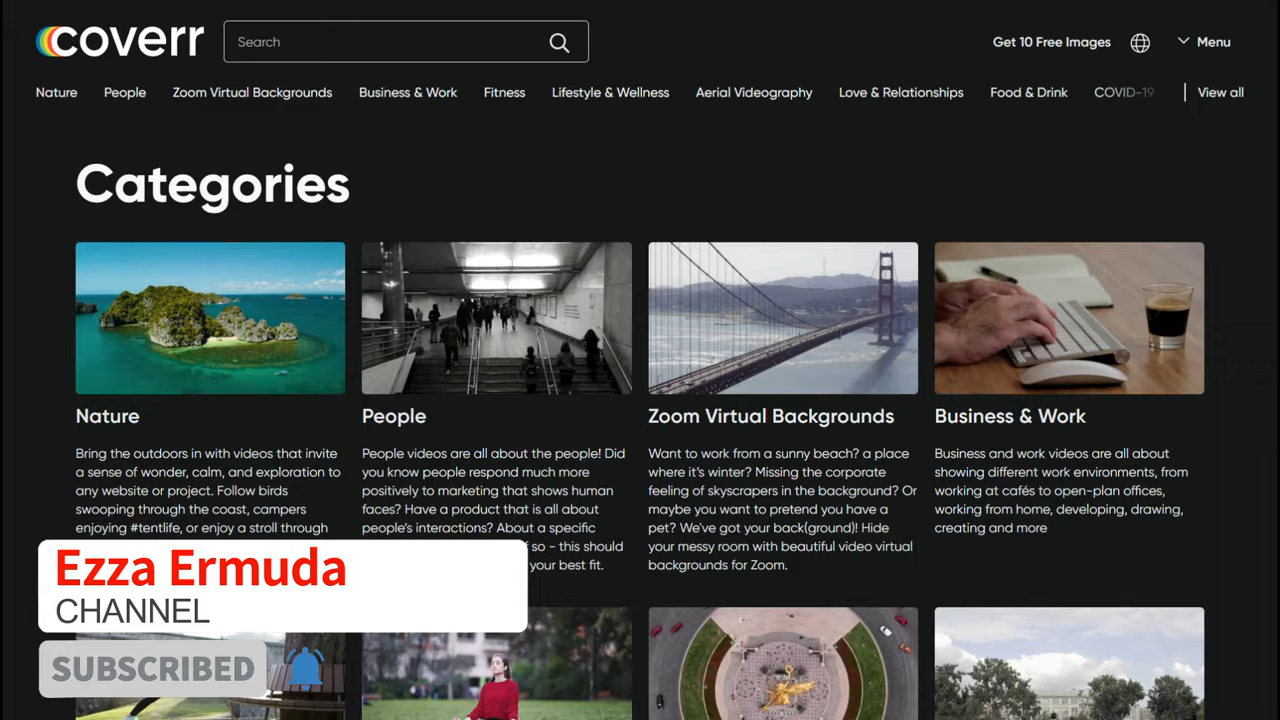 coverr
Search
Get 10 Free Images
Menu
Nature
People
Zoom Virtual Backgrounds
Business & Work
Fitness
Lifestyle & Wellness
Aerial Videography
Love & Relationships
Food & Drink
COVID-19
View all
Categories
Nature
Bring the outdoors in with videos that invite
a sense of wonder, calm, and exploration to
any website or project. Follow birds
swooping through the coast, campers
enjoying #tentlife, or enjoy a stroll through
People
People videos are all about the people! Did
you know people respond much more
positively to marketing that shows human
faces? Have a product that is all about
people's interactions? About a specific
so - this should
your best fit.
Zoom Virtual Backgrounds
Want to work from a sunny beach? a place
where it's winter? Missing the corporate
feeling of skyscrapers in the background? Or
maybe you want to pretend you have a
pet? We've got your back(ground)! Hide
your messy room with beautiful video virtual
backgrounds for Zoom.
Business & Work
Business and work videos are all about
showing different work environments, from
working at cafés to open-plan offices,
working from home, developing, drawing,
creating and more
Ezza Ermuda
CHANNEL
SUBSCRIBED